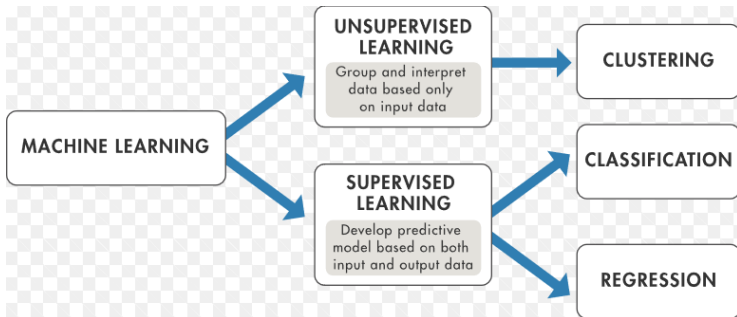 MACHINE LEARNING
UNSUPERVISED
LEARNING
Group and interpret
data based only
on input data
SUPERVISED
LEARNING
Develop predictive
model based on both
input and output data
CLUSTERING
CLASSIFICATION
REGRESSION